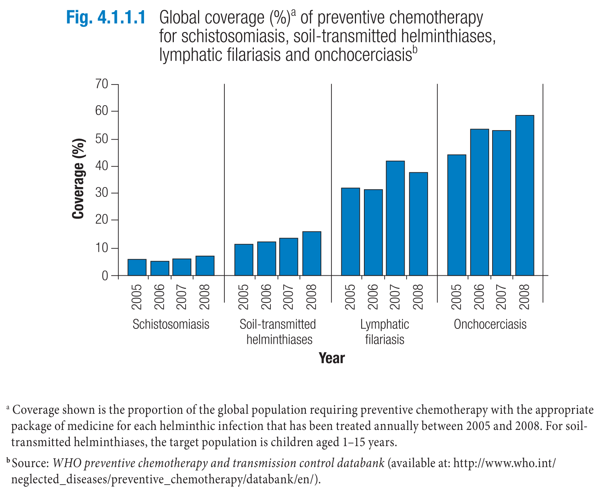 Fig. 4.1.1.1 Global coverage (%)a of preventive chemotherapy
for schistosomiasis, soil-transmitted helminthiases,
lymphatic filariasis and onchocerciasisb
70
60
50
40
30
20
10
0
Coverage (%)
2005 2006 2007 2008 2005 2006 2007 2008 2005 2006 2007 2008 2005 2006 2007 2008
Schistosomiasis Soil-transmitted Lymphatic Onchocerciasis
helminthiases filariasis
Year
a Coverage shown is the proportion of the global population requiring preventive chemotherapy with the appropriate
package of medicine for each helminthic infection that has been treated annually between 2005 and 2008. For soil-
transmitted helminthiases, the target population is children aged 1–15 years.
b Source: WHO preventive chemotherapy and transmission control databank (available at: http://www.who.int/
neglected_diseases/preventive_chemotherapy/databank/en/).